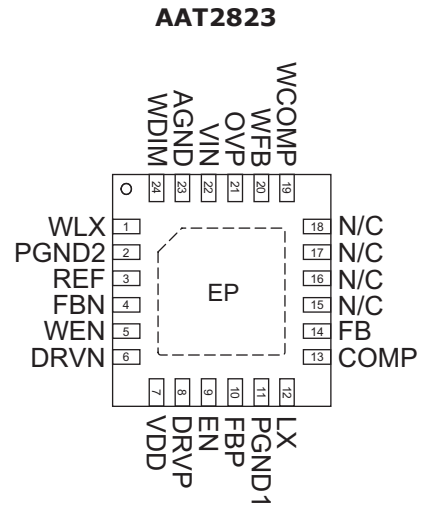 AAT2823
WDIM
AGND
VIN
OVP
WFB
WCOMP
24
23
22
21
20
19
WLX 1
PGND2 2
REF 3
FBN 4
WEN 5
DRVN 6
EP
18 N/C
17 N/C
16 N/C
15 N/C
14 FB
13 COMP
7
8
9
10
11
12
VDD
DRVP
EN
FBP
PGND1
LX